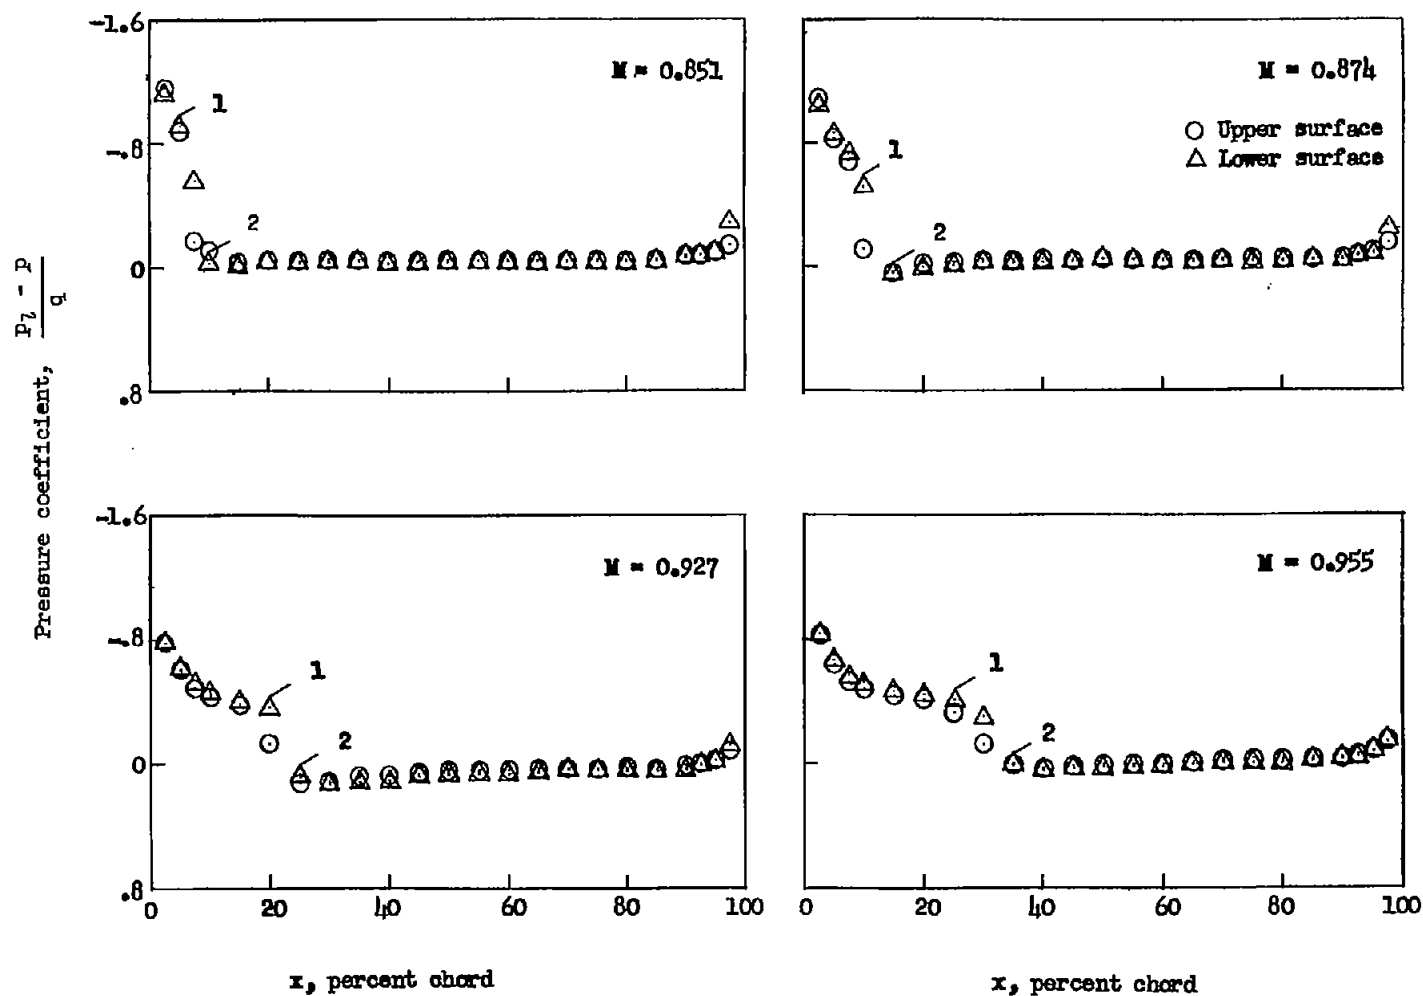 -1.6
M = 0.851
1
-.8
2
0
.8
M = 0.874
Upper surface
Lower surface
1
2
Pressure coefficient, p_l - p / q
-1.6
M = 0.927
-.8
1
2
0
.8
0 20 40 60 80 100
x, percent chord
M = 0.955
1
2
0 20 40 60 80 100
x, percent chord